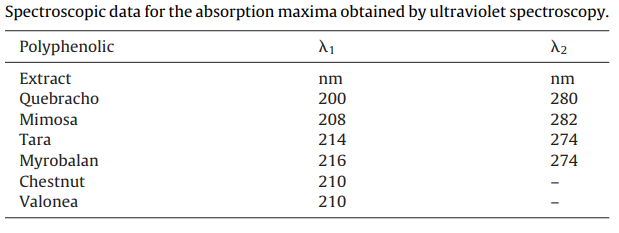 Spectroscopic data for the absorption maxima obtained by ultraviolet spectroscopy.
Polyphenolic λ1 λ2
Extract nm nm
Quebracho 200 280
Mimosa 208 282
Tara 214 274
Myrobalan 216 274
Chestnut 210 –
Valonea 210 –